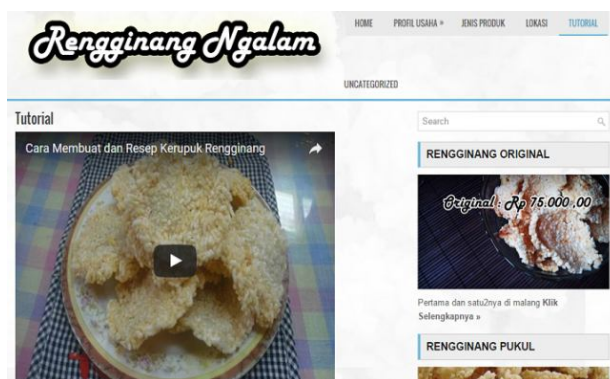 Rengginang Ngalam
HOME PROFIL USAHA » JENIS PRODUK LOKASI TUTORIAL
UNCATEGORIZED
Tutorial
Cara Membuat dan Resep Kerupuk Rengginang
Search
RENGGINANG ORIGINAL
Original : Rp 75.000 ,00
Pertama dan satu2nya di malang Klik
Selengkapnya »
RENGGINANG PUKUL